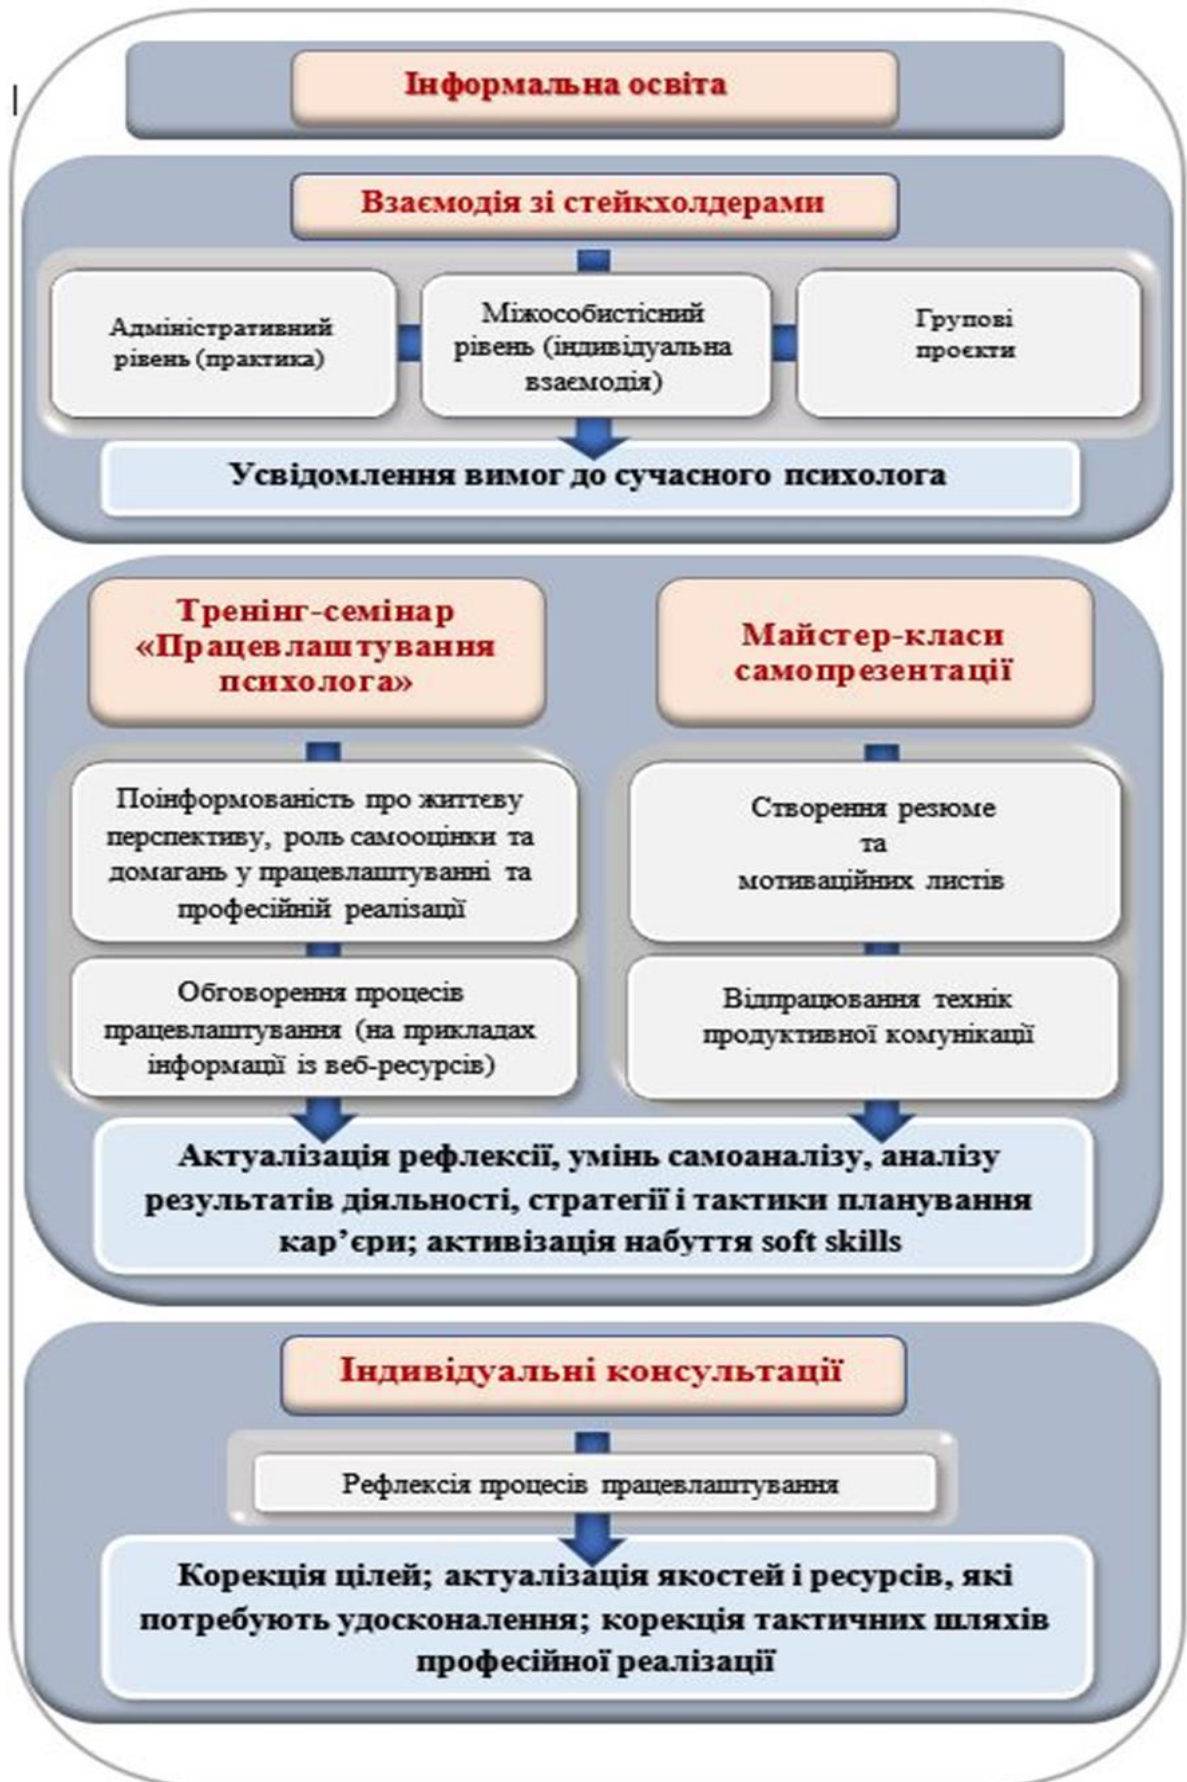 Інформальна освіта
Взаємодія зі стейкхолдерами
Адміністративний
рівень (практика)
Міжособистісний
рівень (індивідуальна
взаємодія)
Групові
проєкти
Усвідомлення вимог до сучасного психолога
Тренінг-семінар
«Працевлаштування
психолога»
Майстер-класи
самопрезентації
Поінформованість про життєву
перспективу, роль самооцінки та
домагань у працевлаштуванні та
професійній реалізації
Створення резюме
та
мотиваційних листів
Обговорення процесів
працевлаштування (на прикладах
інформації із веб-ресурсів)
Відпрацювання технік
продуктивної комунікації
Актуалізація рефлексії, умінь самоаналізу, аналізу
результатів діяльності, стратегії і тактики планування
кар’єри; активізація набуття soft skills
Індивідуальні консультації
Рефлексія процесів працевлаштування
Корекція цілей; актуалізація якостей і ресурсів, які
потребують удосконалення; корекція тактичних шляхів
професійної реалізації